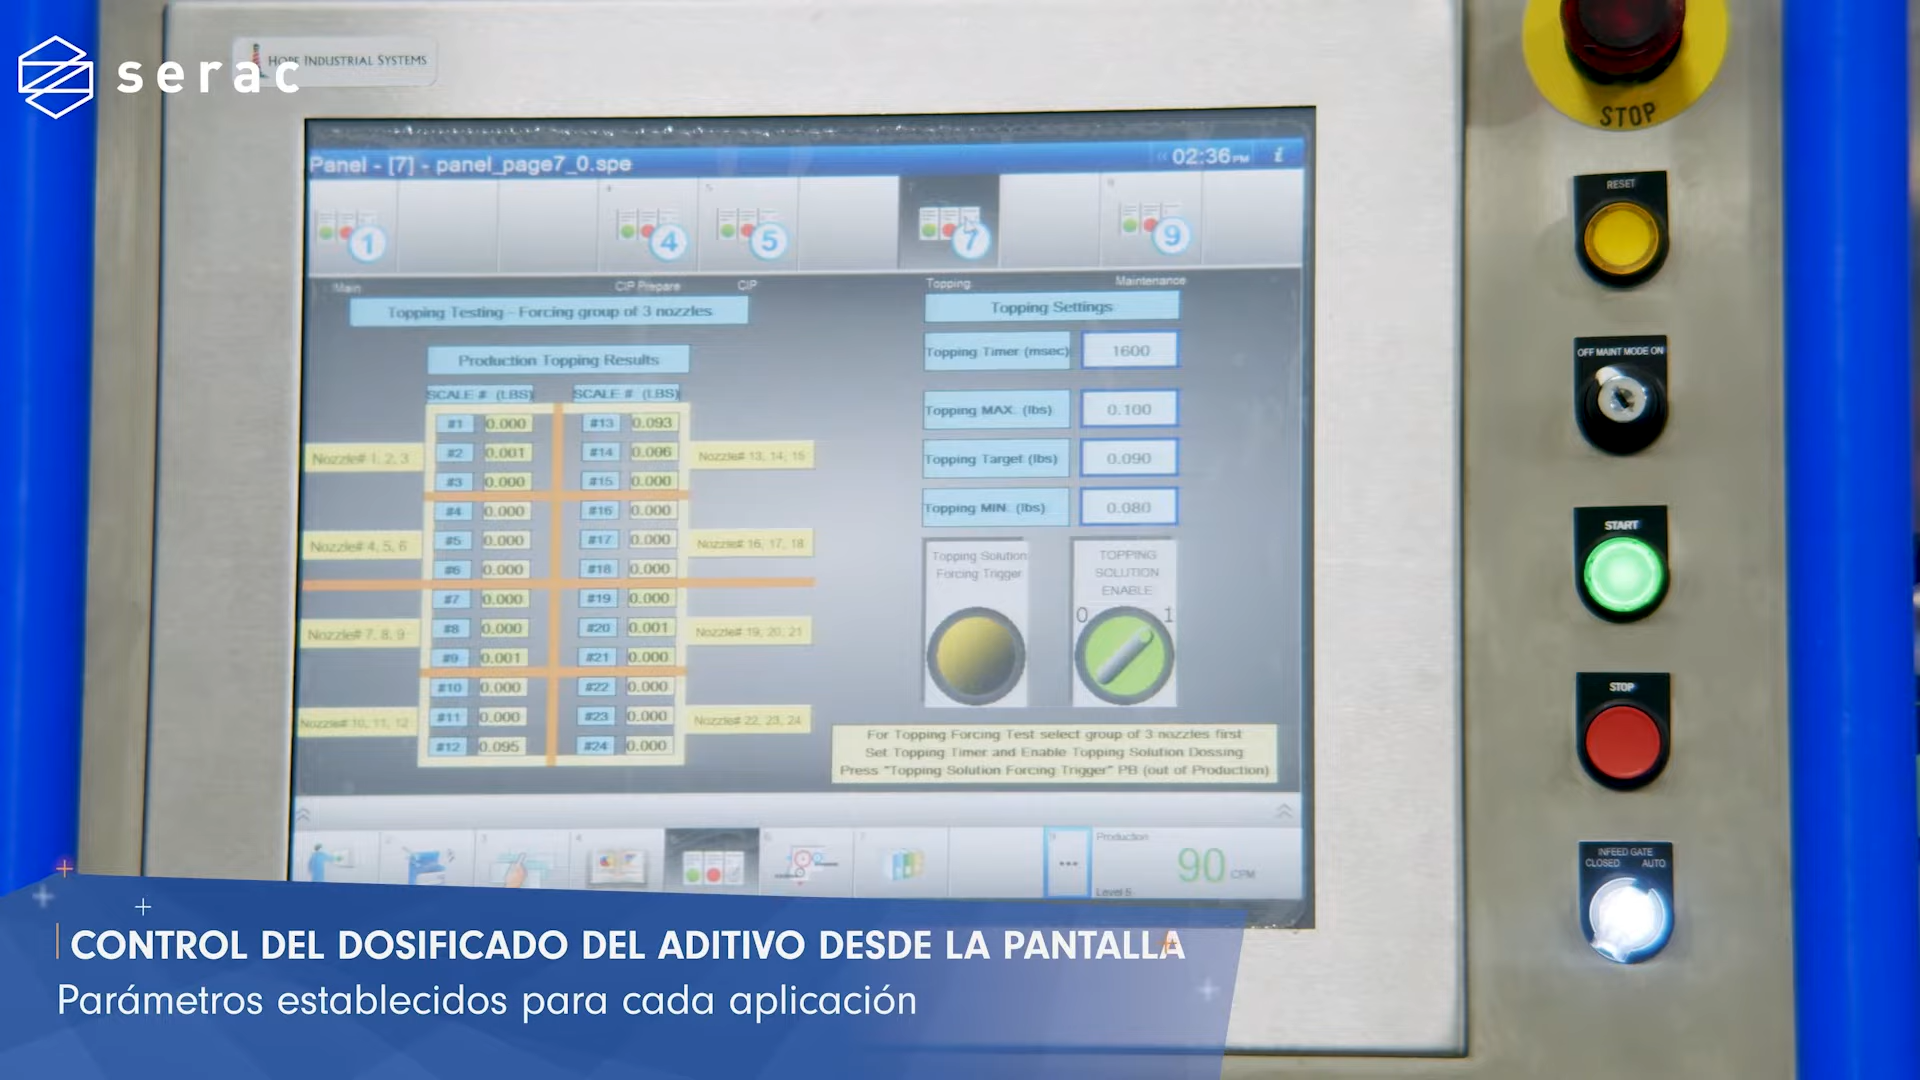 serac
HOPE INDUSTRIAL SYSTEMS
STOP
Panel - [7] - panel_page7_0.spe
02:36 PM
1
4
5
7
9
Main
CIP Prepare
CIP
Topping
Maintenance
Topping Testing - Forcing group of 3 nozzles
Production Topping Results
SCALE # (LBS)
SCALE # (LBS)
#1 0.000 #13 0.093
#2 0.001 #14 0.096
#3 0.000 #15 0.000
#4 0.000 #16 0.000
#5 0.000 #17 0.000
#6 0.000 #18 0.000
#7 0.000 #19 0.000
#8 0.000 #20 0.001
#9 0.001 #21 0.000
#10 0.000 #22 0.000
#11 0.000 #23 0.000
#12 0.095 #24 0.000
Nozzle# 1, 2, 3
Nozzle# 4, 5, 6
Nozzle# 7, 8, 9
Nozzle# 10, 11, 12
Nozzle# 13, 14, 15
Nozzle# 16, 17, 18
Nozzle# 19, 20, 21
Nozzle# 22, 23, 24
Topping Settings
Topping Timer (msec) 1600
Topping MAX. (lbs) 0.100
Topping Target (lbs) 0.090
Topping MIN. (lbs) 0.080
Topping Solution
Forcing Trigger
TOPPING
SOLUTION
ENABLE
0 1
For Topping Forcing Test select group of 3 nozzles first
Set Topping Timer and Enable Topping Solution Dossing
Press "Topping Solution Forcing Trigger" PB (out of Production)
Production
90 CPM
Level 5
RESET
OFF MAINT MODE ON
START
STOP
INFEED GATE
CLOSED AUTO
CONTROL DEL DOSIFICADO DEL ADITIVO DESDE LA PANTALLA
Parámetros establecidos para cada aplicación